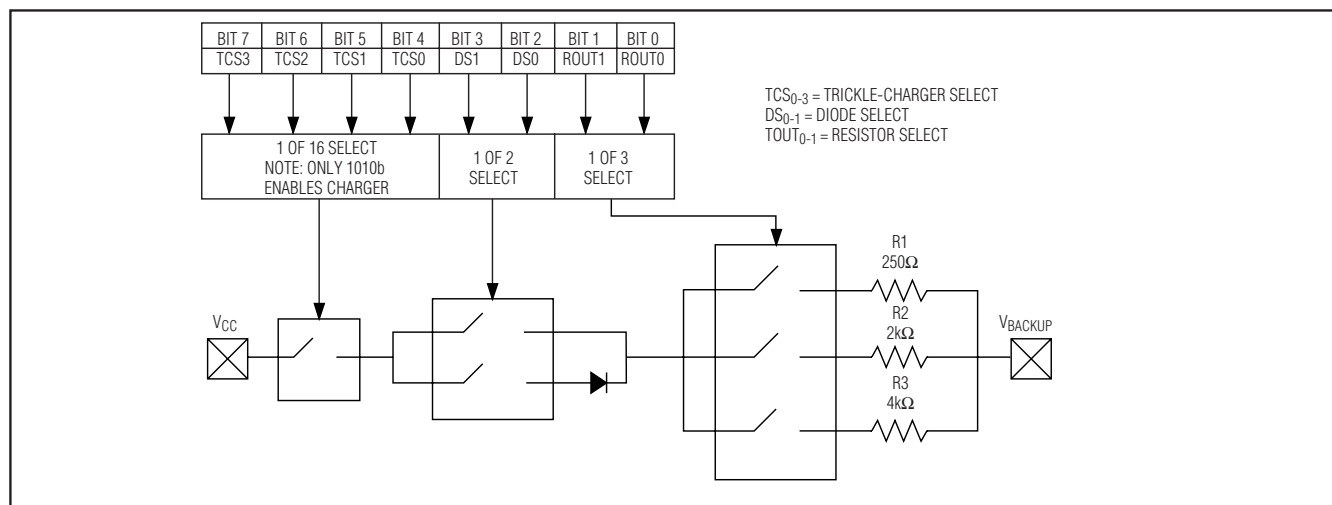 BIT 7 BIT 6 BIT 5 BIT 4 BIT 3 BIT 2 BIT 1 BIT 0
TCS3 TCS2 TCS1 TCS0 DS1 DS0 ROUT1 ROUT0
TCS0-3 = TRICKLE-CHARGER SELECT
DS0-1 = DIODE SELECT
TOUT0-1 = RESISTOR SELECT
1 OF 16 SELECT
NOTE: ONLY 1010b
ENABLES CHARGER
1 OF 2
SELECT
1 OF 3
SELECT
R1
250Ω
VCC
R2
2kΩ
VBACKUP
R3
4kΩ